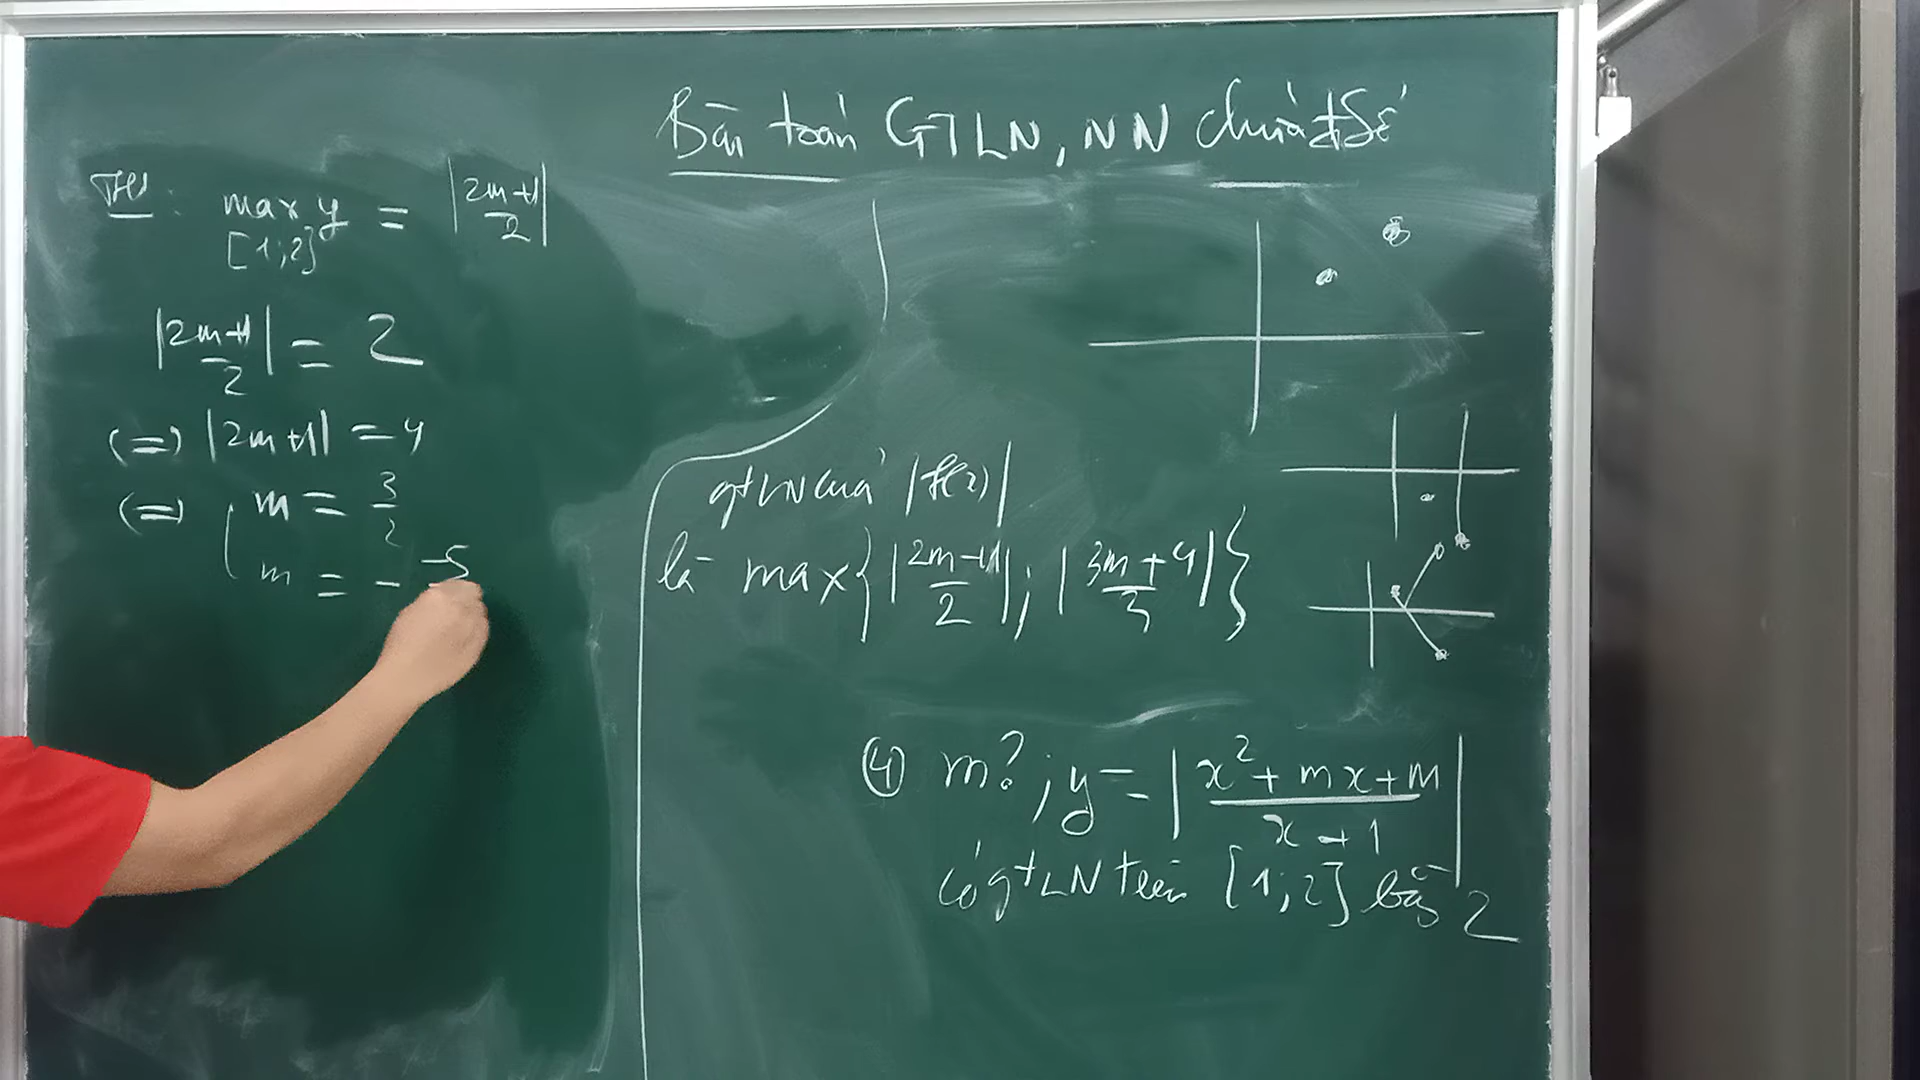 Bài toán GTLN, NN chứa t/số
TH1: max y = |2m+1/2|
[1;2]
|2m+1/2| = 2
(=) |2m+1| = 4
(=) [ m = 3/2
m = - -5
gtLN của |f(x)|
là max{|2m+1/2|; |3m+4/3|}
④ m?; y = |x²+mx+m/x+1|
có gtLN trên [1;2] bằng 2